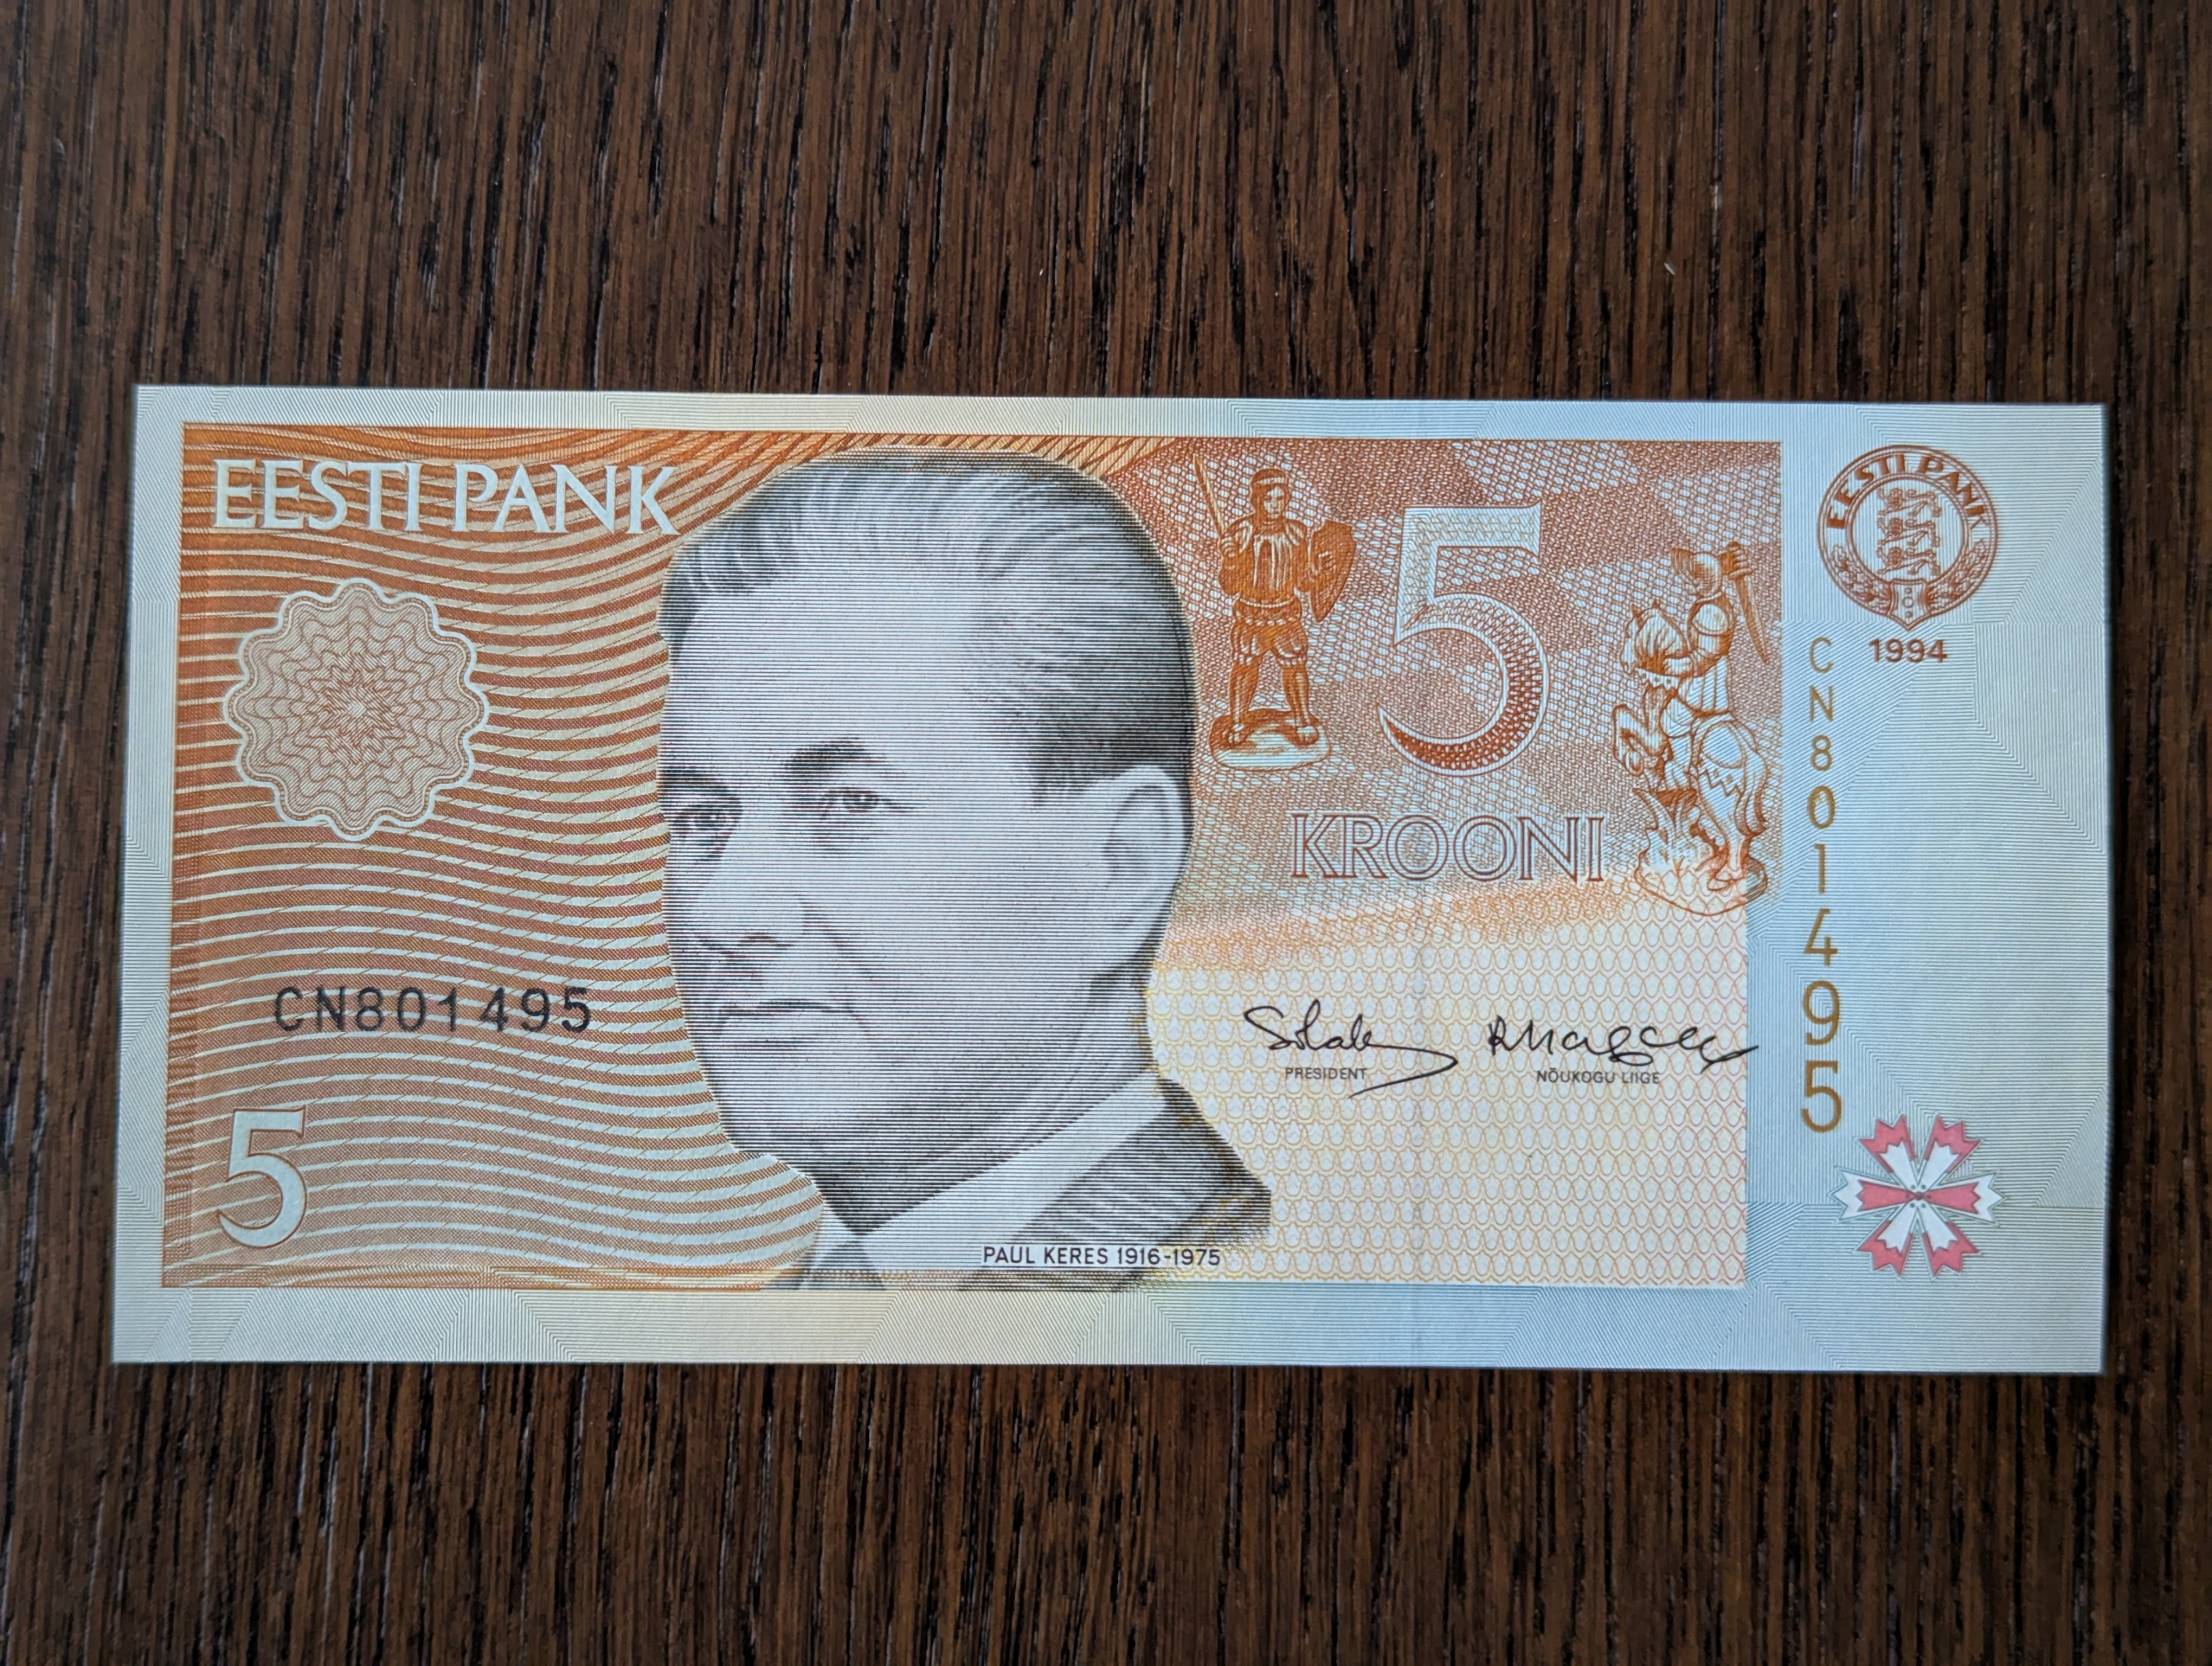 EESTI PANK
5
EESTI PANK
1994
KROONI
CN801495
CN801495
PRESIDENT
NÕUKOGU LIIGE
5
PAUL KERES 1916-1975